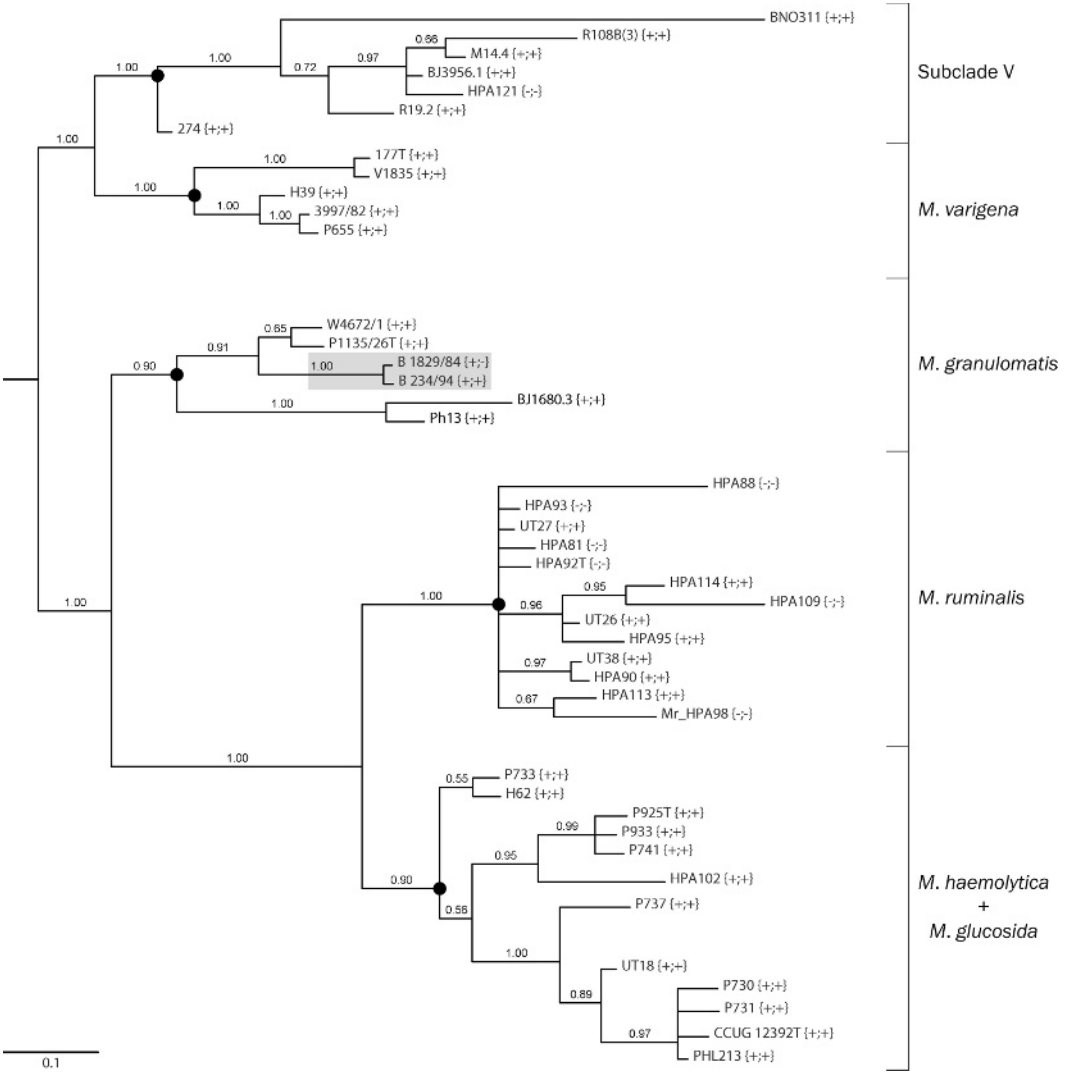 BNO311 {+;+}
R108B(3) {+;+}
0.66
M14.4 {+;+}
1.00
0.97
1.00
0.72
BJ3956.1 {+;+}
Subclade V
HPA121 {-;-}
R19.2 {+;+}
274 {+;+}
1.00
177T {+;+}
1.00
V1835 {+;+}
1.00
H39 {+;+}
1.00
3997/82 {+;+}
1.00
P655 {+;+}
M. varigena
W4672/1 {+;+}
0.65
P1135/26T {+;+}
0.91
B 1829/84 {+;-}
1.00
0.90
B 234/94 {+;+}
M. granulomatis
BJ1680.3 {+;+}
1.00
Ph13 {+;+}
HPA88 {-;-}
HPA93 {-;-}
UT27 {+;+}
HPA81 {-;-}
HPA92T {-;-}
HPA114 {+;+}
0.95
1.00
1.00
0.96
HPA109 {-;-}
M. ruminalis
UT26 {+;+}
HPA95 {+;+}
UT38 {+;+}
0.97
HPA90 {+;+}
HPA113 {+;+}
0.67
Mr_HPA98 {-;-}
1.00
P733 {+;+}
0.55
H62 {+;+}
P925T {+;+}
0.99
P933 {+;+}
P741 {+;+}
0.95
0.90
HPA102 {+;+}
M. haemolytica
+
M. glucosida
P737 {+;+}
0.56
1.00
UT18 {+;+}
0.89
P730 {+;+}
P731 {+;+}
0.97
CCUG 12392T {+;+}
PHL213 {+;+}
0.1